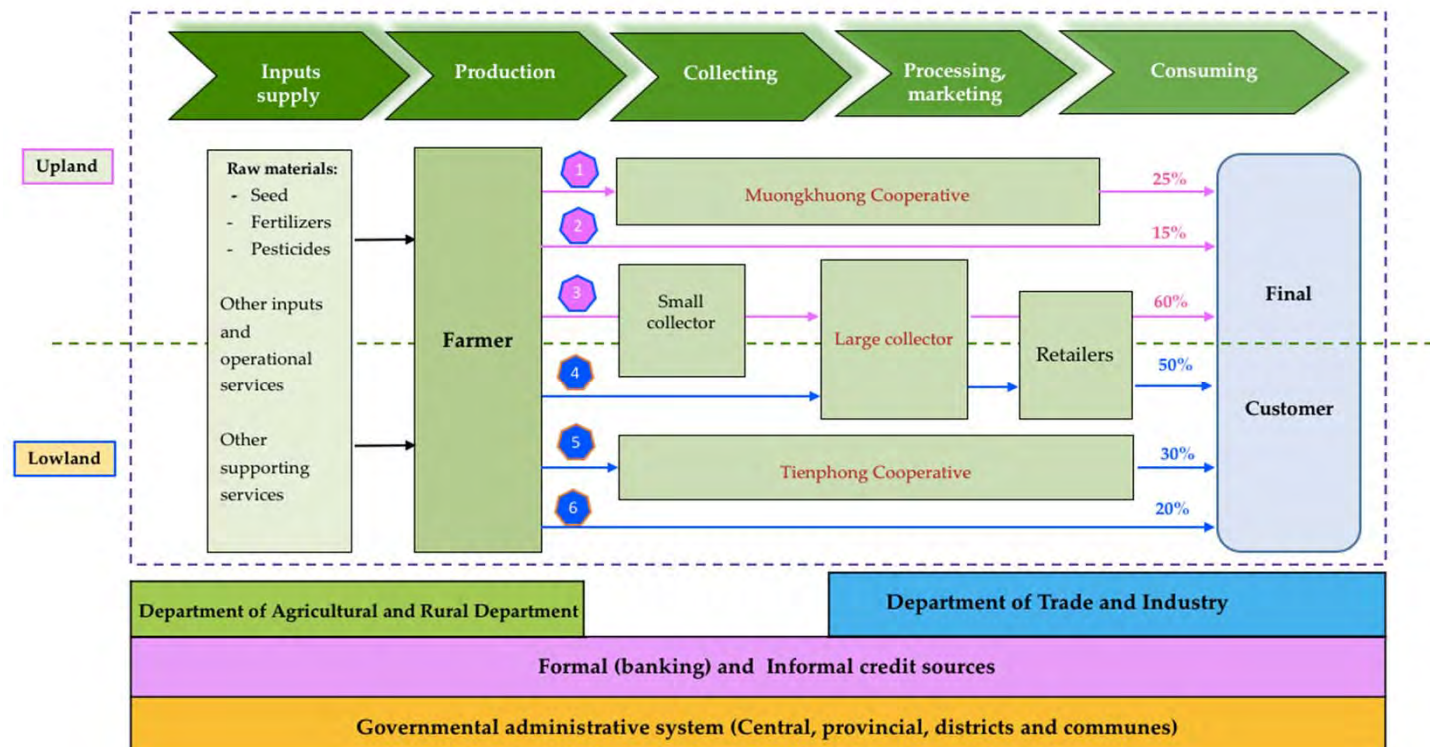 Inputs
supply
Production
Collecting
Processing,
marketing
Consuming
Upland
Lowland
Raw materials:
- Seed
- Fertilizers
- Pesticides
Other inputs
and
operational
services
Other
supporting
services
Farmer
1
2
3
4
5
6
Muongkhuong Cooperative
Small
collector
Large collector
Retailers
Tienphong Cooperative
25%
15%
60%
50%
30%
20%
Final
Customer
Department of Agricultural and Rural Department
Department of Trade and Industry
Formal (banking) and Informal credit sources
Governmental administrative system (Central, provincial, districts and communes)